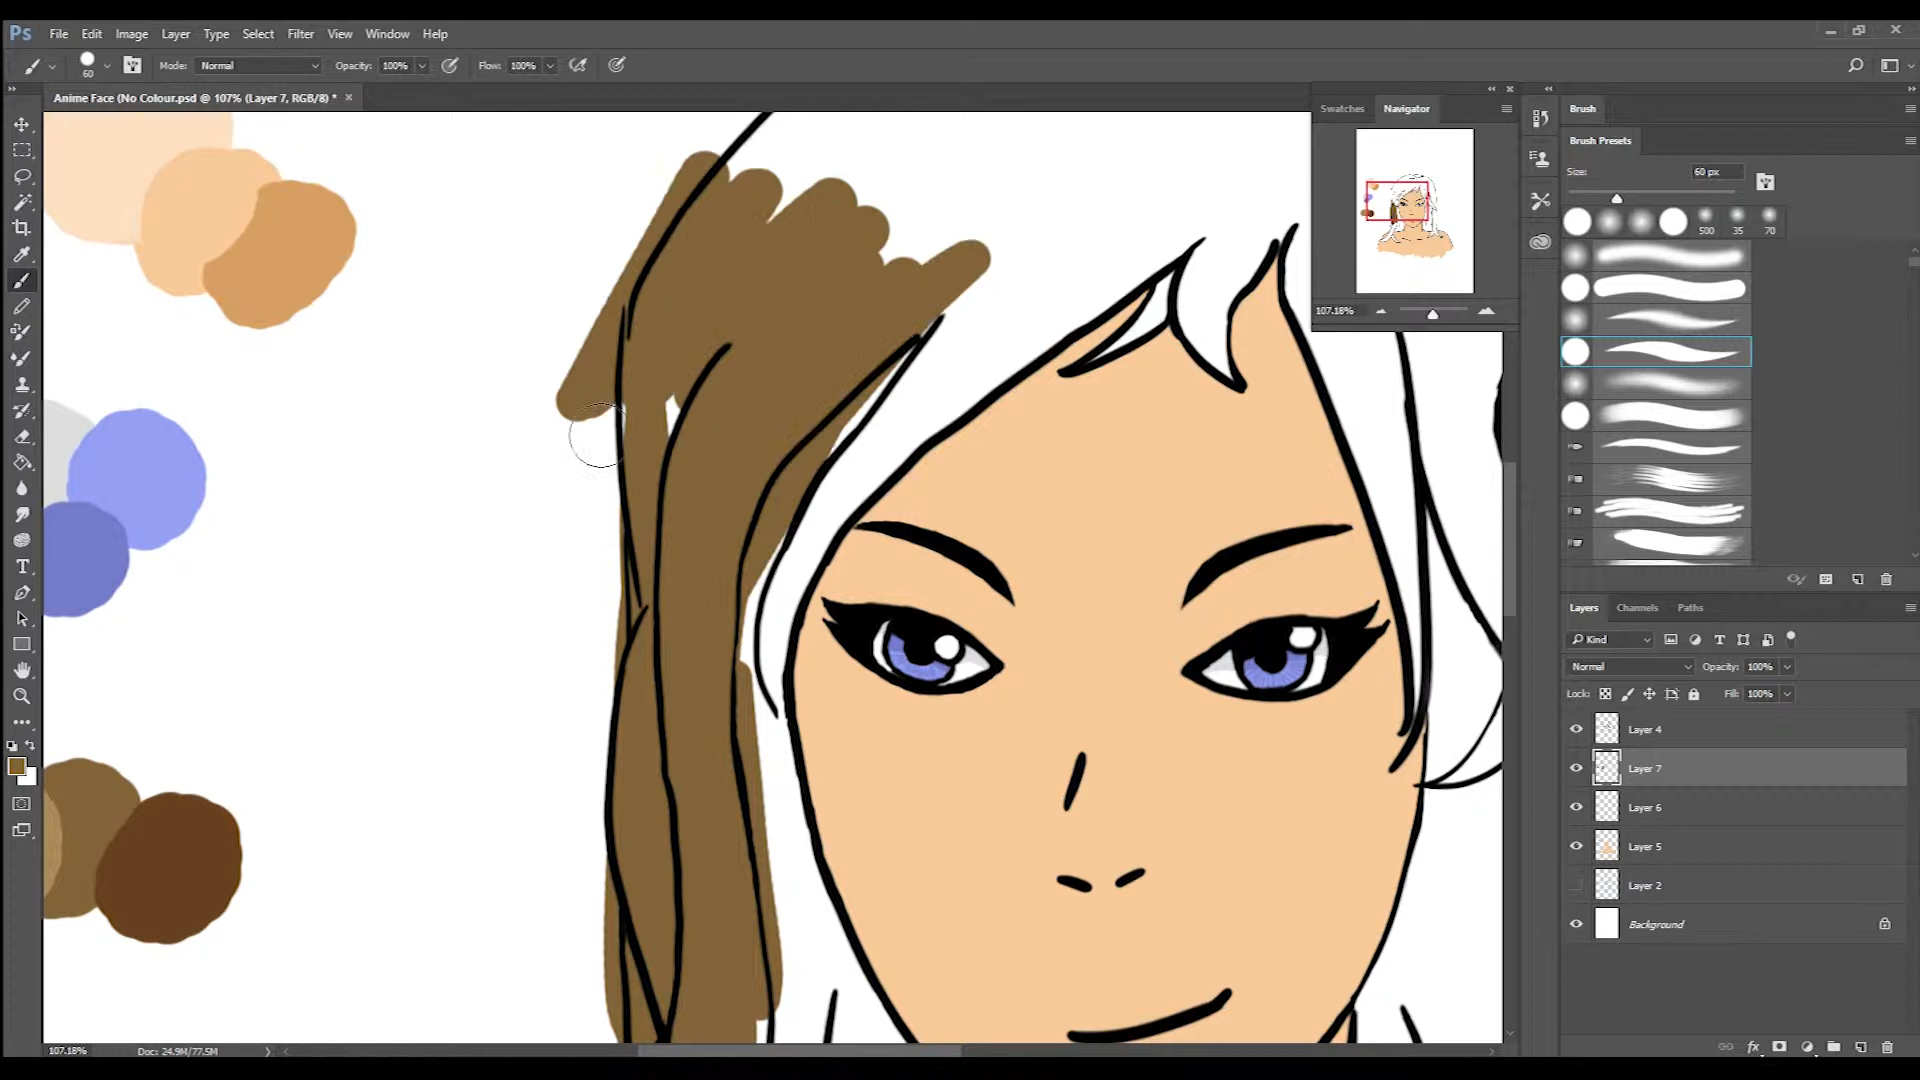 Ps File Edit Image Layer Type Select Filter View Window Help
60 Mode: Normal Opacity: 100% Flow: 100%
Anime Face (No Colour.psd @ 107% (Layer 7, RGB/8) * ×
Swatches Navigator
107.18%
Brush
Brush Presets
Size: 60 px
500 35 70
Layers Channels Paths
Kind
Normal Opacity: 100%
Lock: Fill: 100%
Layer 4
Layer 7
Layer 6
Layer 5
Layer 2
Background
fx
107.18% Doc: 24.9M/77.5M